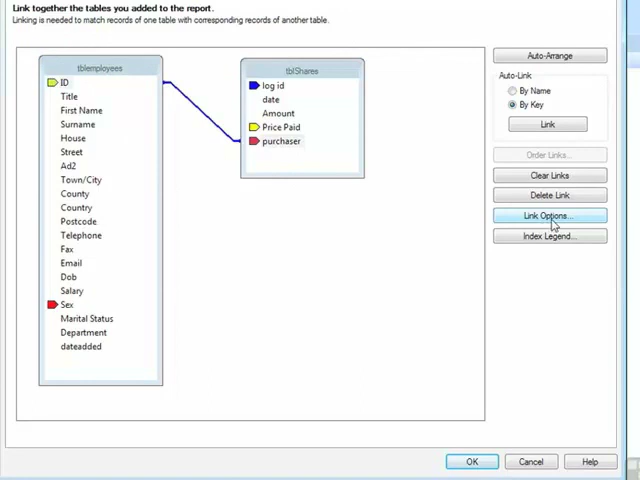 Link together the tables you added to the report.
Linking is needed to match records of one table with corresponding records of another table.
tblemployees
ID
Title
First Name
Surname
House
Street
Ad2
Town/City
County
Country
Postcode
Telephone
Fax
Email
Dob
Salary
Sex
Marital Status
Department
dateadded
tblShares
log id
date
Amount
Price Paid
purchaser
Auto-Arrange
Auto-Link
By Name
By Key
Link
Order Links...
Clear Links
Delete Link
Link Options...
Index Legend...
OK
Cancel
Help